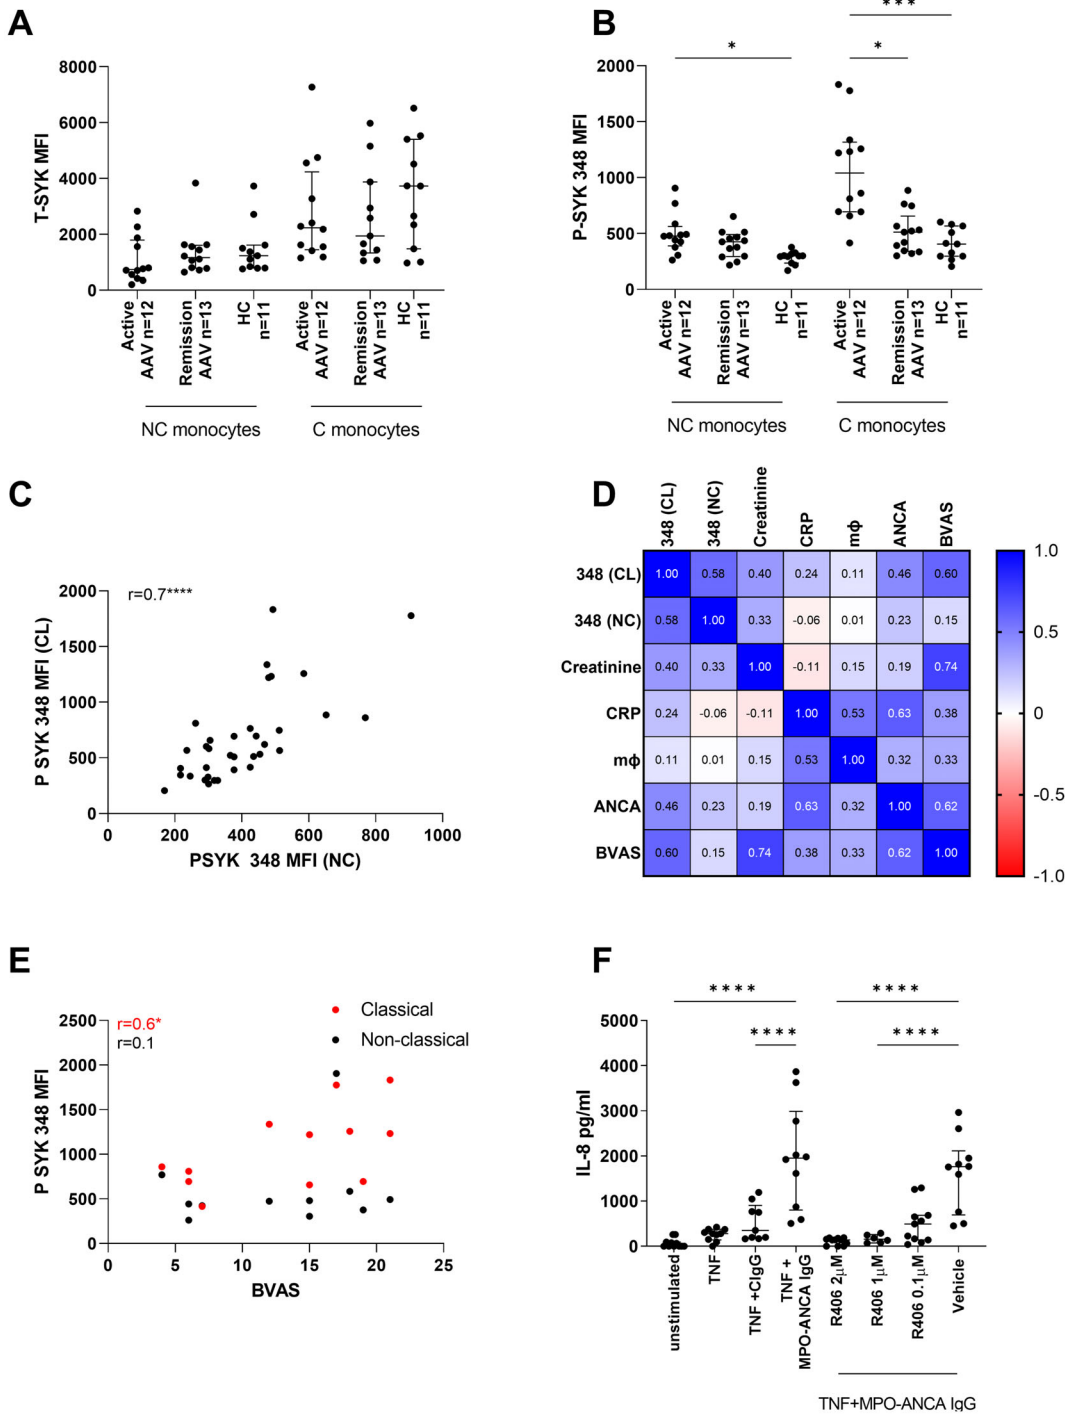 A
8000
6000
4000
2000
0
T-SYK MFI
Active
AAV n=12
Remission
AAV n=13
HC
n=11
Active
AAV n=12
Remission
AAV n=13
HC
n=11
NC monocytes
C monocytes
B
***
*
*
2000
1500
1000
500
0
P-SYK 348 MFI
Active
AAV n=12
Remission
AAV n=13
HC
n=11
Active
AAV n=12
Remission
AAV n=13
HC
n=11
NC monocytes
C monocytes
C
r=0.7****
2000
1500
1000
500
0
P SYK 348 MFI (CL)
0 200 400 600 800 1000
PSYK 348 MFI (NC)
D
348 (CL) 348 (NC) Creatinine CRP mϕ ANCA BVAS
348 (CL) 1.00 0.58 0.40 0.24 0.11 0.46 0.60
348 (NC) 0.58 1.00 0.33 -0.06 0.01 0.23 0.15
Creatinine 0.40 0.33 1.00 -0.11 0.15 0.19 0.74
CRP 0.24 -0.06 -0.11 1.00 0.53 0.63 0.38
mϕ 0.11 0.01 0.15 0.53 1.00 0.32 0.33
ANCA 0.46 0.23 0.19 0.63 0.32 1.00 0.62
BVAS 0.60 0.15 0.74 0.38 0.33 0.62 1.00
1.0
0.5
0
-0.5
-1.0
E
r=0.6*
r=0.1
Classical
Non-classical
2500
2000
1500
1000
500
0
P SYK 348 MFI
0 5 10 15 20 25
BVAS
F
**** ****
**** ****
5000
4000
3000
2000
1000
0
IL-8 pg/ml
unstimulated
TNF
TNF +CIgG
TNF +
MPO-ANCA IgG
R406 2μM
R406 1μM
R406 0.1μM
Vehicle
TNF+MPO-ANCA IgG